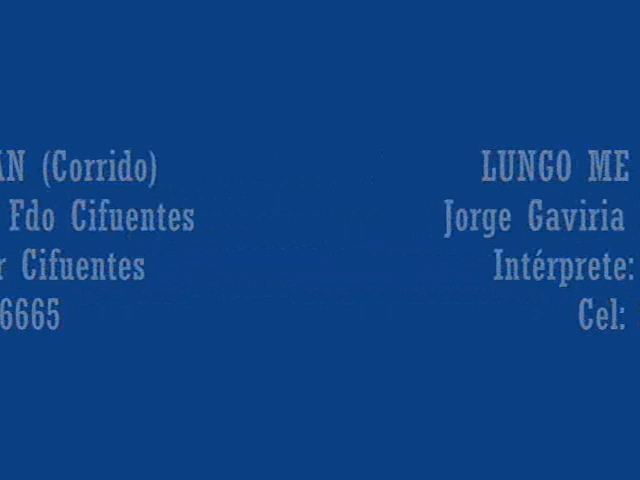 AN (Corrido)
Fdo Cifuentes
r Cifuentes
6665
LUNGO ME
Jorge Gaviria
Intérprete:
Cel: